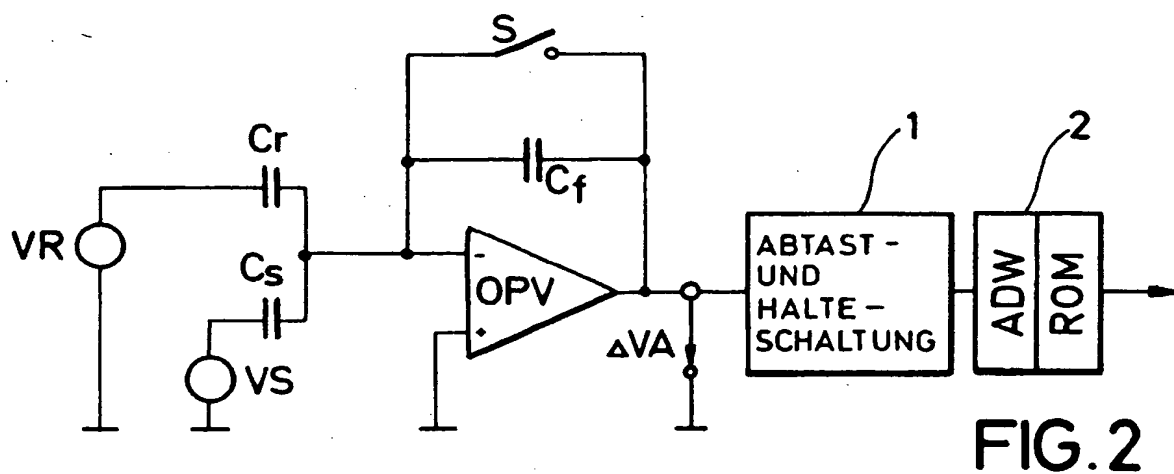 S
1
2
Cr
Cf
VR
Cs
-
OPV
+
VS
ΔVA
ABTAST-
UND
HALTE-
SCHALTUNG
ADW
ROM
FIG. 2